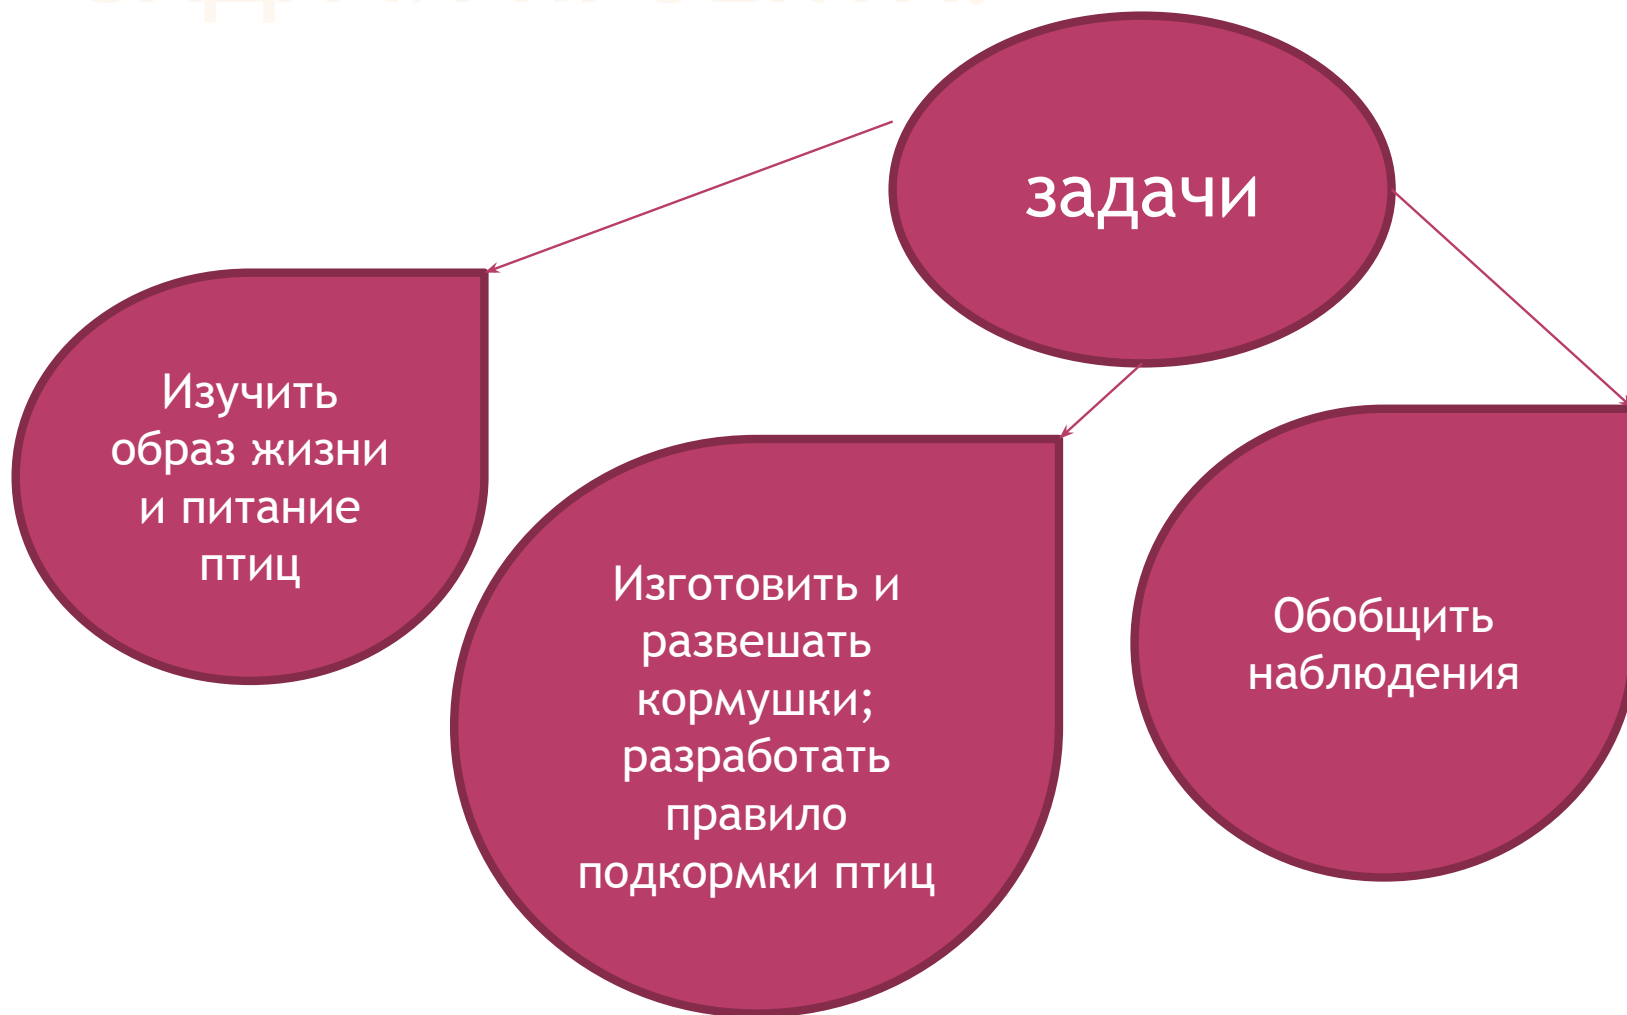 задачи
Изучить
образ жизни
и питание
птиц
Изготовить и
развешать
кормушки;
разработать
правило
подкормки птиц
Обобщить
наблюдения